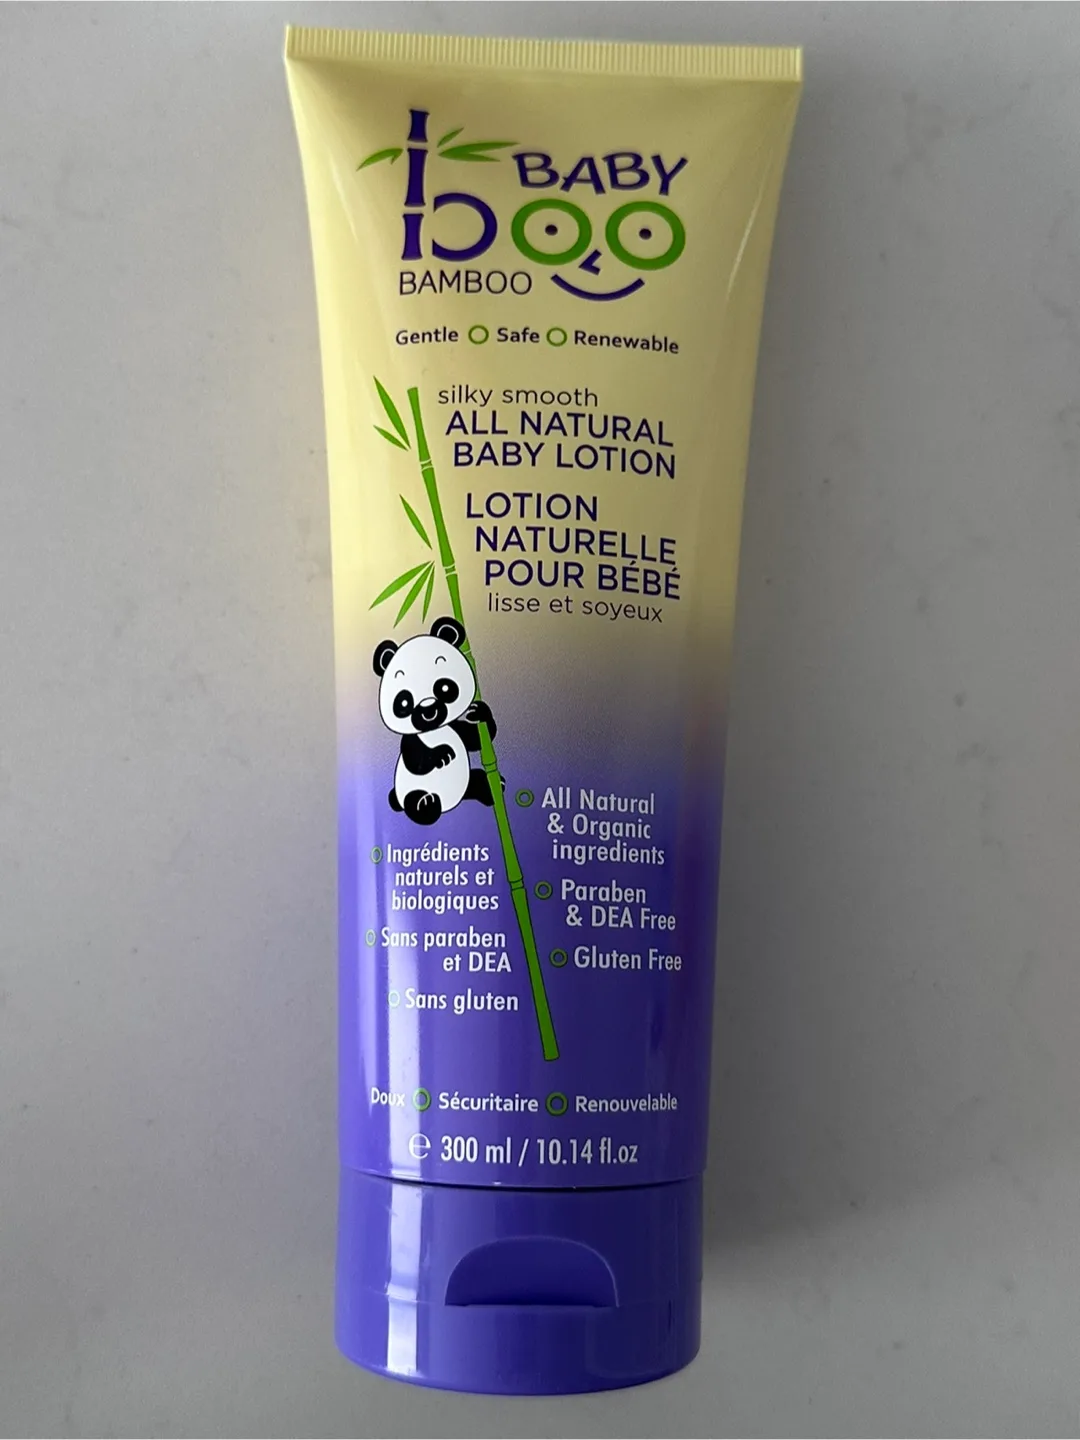 BABY
boo
BAMBOO
Gentle Safe Renewable
silky smooth
ALL NATURAL
BABY LOTION
LOTION
NATURELLE
POUR BÉBÉ
lisse et soyeux
All Natural
& Organic
ingredients
Paraben
& DEA Free
Gluten Free
Ingrédients
naturels et
biologiques
Sans paraben
et DEA
Sans gluten
Doux Sécuritaire Renouvelable
℮ 300 ml / 10.14 fl.oz